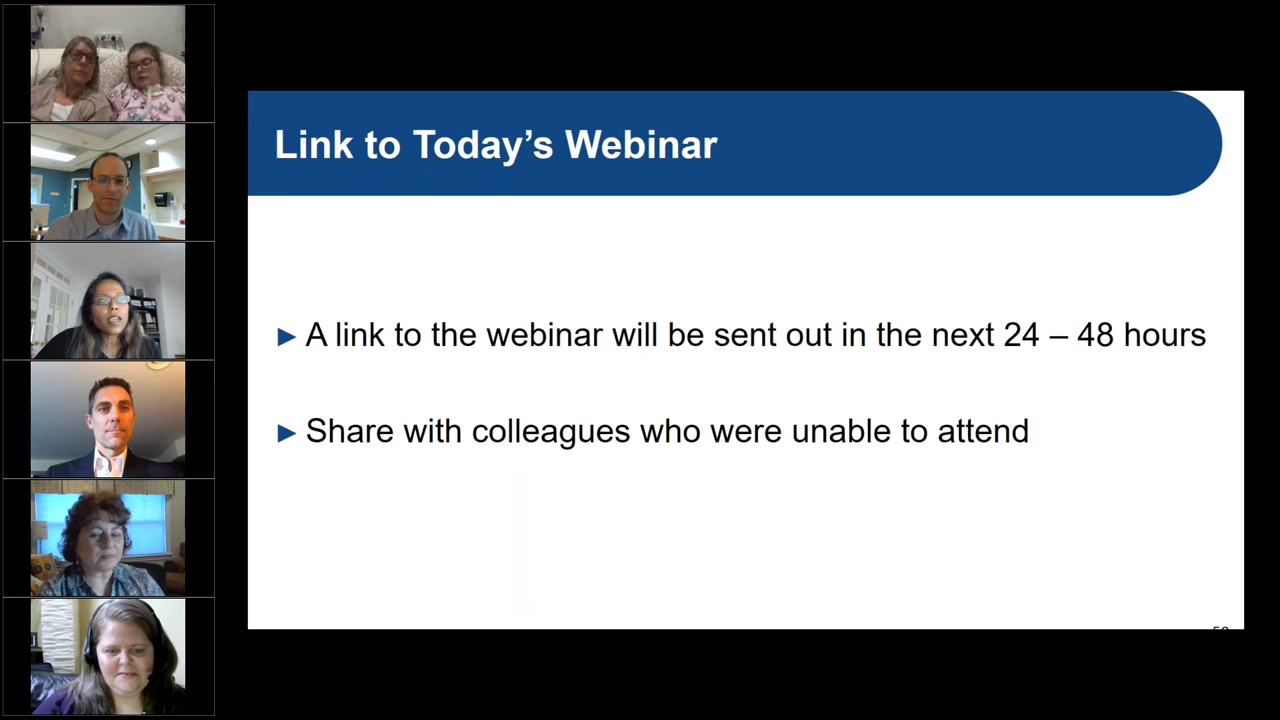 Link to Today’s Webinar
► A link to the webinar will be sent out in the next 24 – 48 hours
► Share with colleagues who were unable to attend